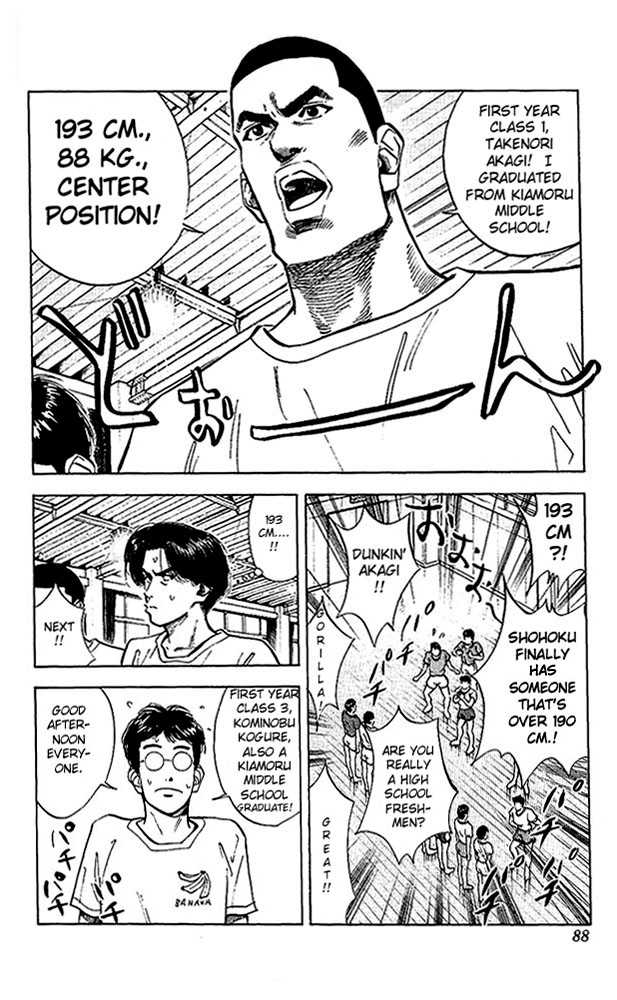 FIRST YEAR
CLASS 1,
TAKENORI
AKAGI!  I
GRADUATED
FROM KIAMORU
MIDDLE
SCHOOL!
193 CM.,
88 KG.,
CENTER
POSITION!
ど゛おーん
193
CM
?!
SHOHOKU
FINALLY
HAS
SOMEONE
THAT'S
OVER 190
CM.!
おおお
DUNKIN'
AKAGI
!!
GORILLA
パチ
パチ
ARE YOU
REALLY
A HIGH
SCHOOL
FRESH-
MEN?
GREAT!!
パチ
パチ
193
CM....
!!
NEXT
!!
FIRST YEAR
CLASS 3,
KOMINOBU
KOGURE,
ALSO A
KIAMORU
MIDDLE
SCHOOL
GRADUATE!
GOOD
AFTER-
NOON
EVERY-
ONE.
パチ
パチ
BANANA
88